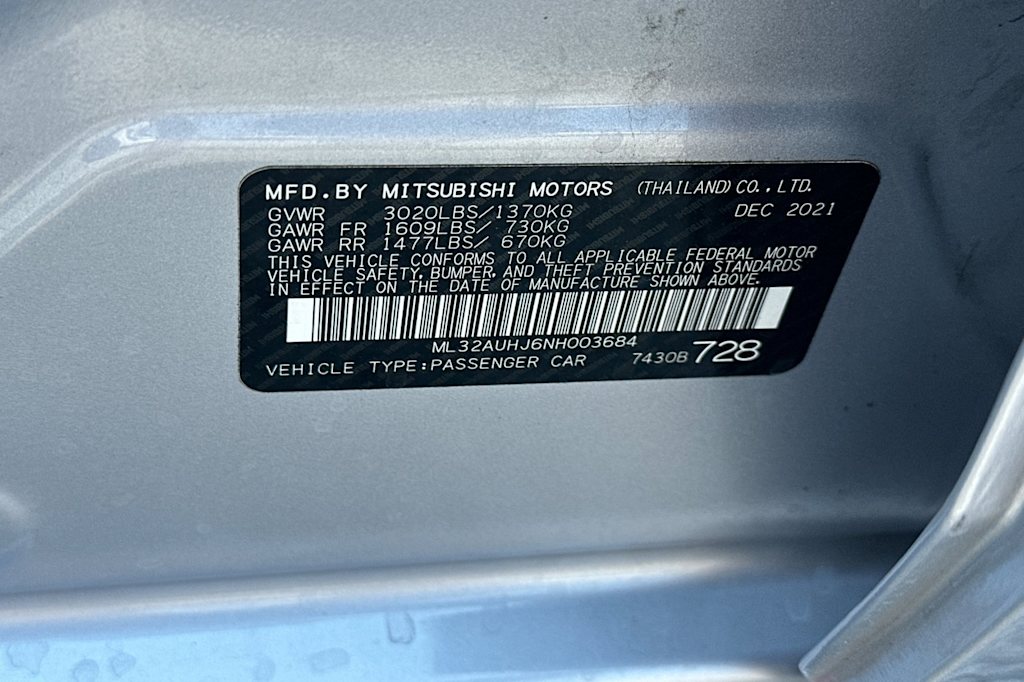 MFD. BY MITSUBISHI MOTORS (THAILAND) CO., LTD.
GVWR 3020LBS/1370KG DEC 2021
GAWR FR 1609LBS/ 730KG
GAWR RR 1477LBS/ 670KG
THIS VEHICLE CONFORMS TO ALL APPLICABLE FEDERAL MOTOR
VEHICLE SAFETY, BUMPER, AND THEFT PREVENTION STANDARDS
IN EFFECT ON THE DATE OF MANUFACTURE SHOWN ABOVE.
ML32AUHJ6NH003684
VEHICLE TYPE:PASSENGER CAR 7430B 728